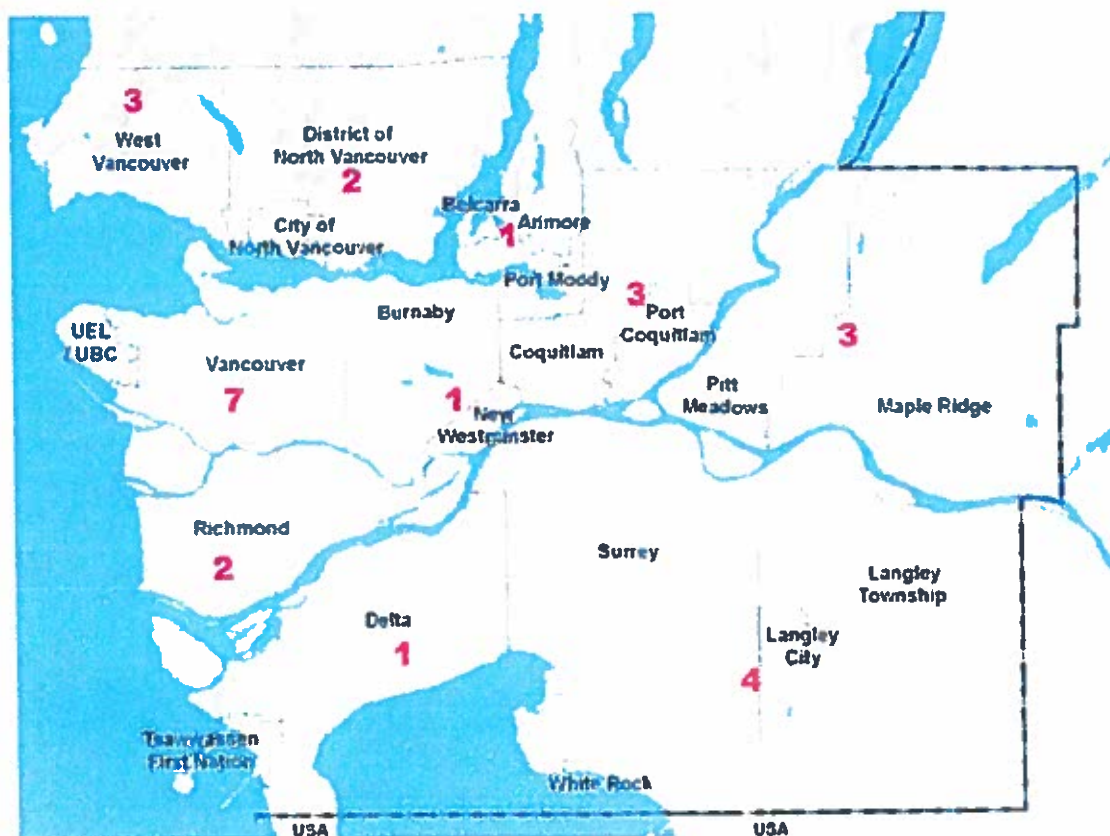 3
West
Vancouver
District of
North Vancouver
2
Belcarra
Anmore
1
City of
North Vancouver
Port Moody
3
Burnaby
Port
Coquitlam
3
UEL
UBC
Vancouver
Coquitlam
7
1
Pitt
Meadows
Maple Ridge
New
Westminster
Richmond
2
Surrey
Langley
Township
Delta
1
Langley
City
4
Tsawwassen
First Nation
White Rock
USA
USA